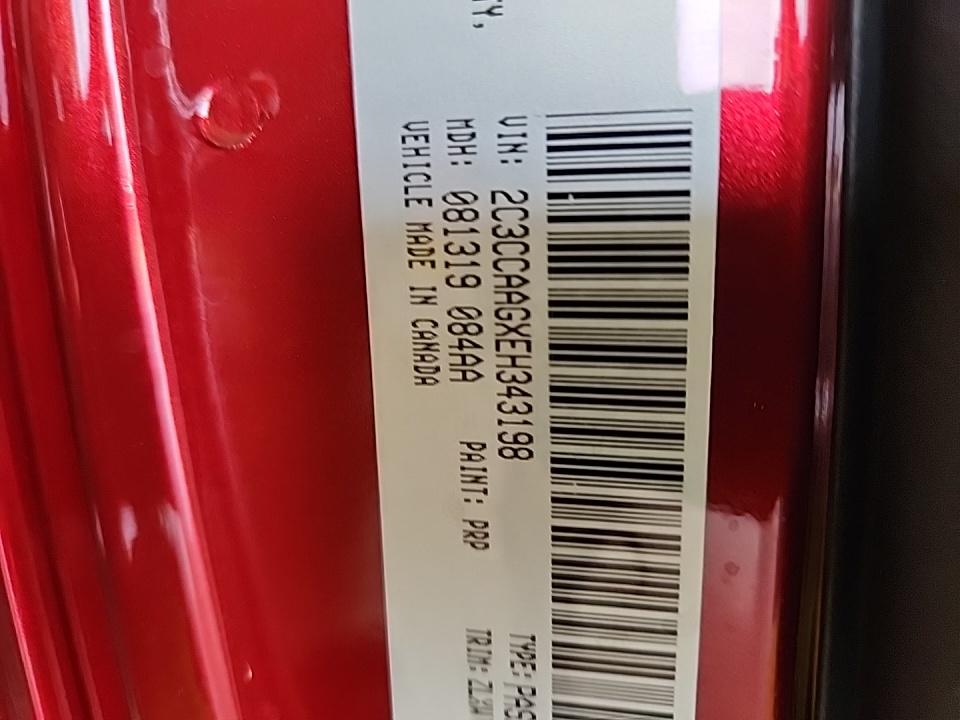 VIN: 2C3CCAAGXEH343198 TYPE: PAS
MDH: 081319 084AA PAINT: PRP
VEHICLE MADE IN CANADA